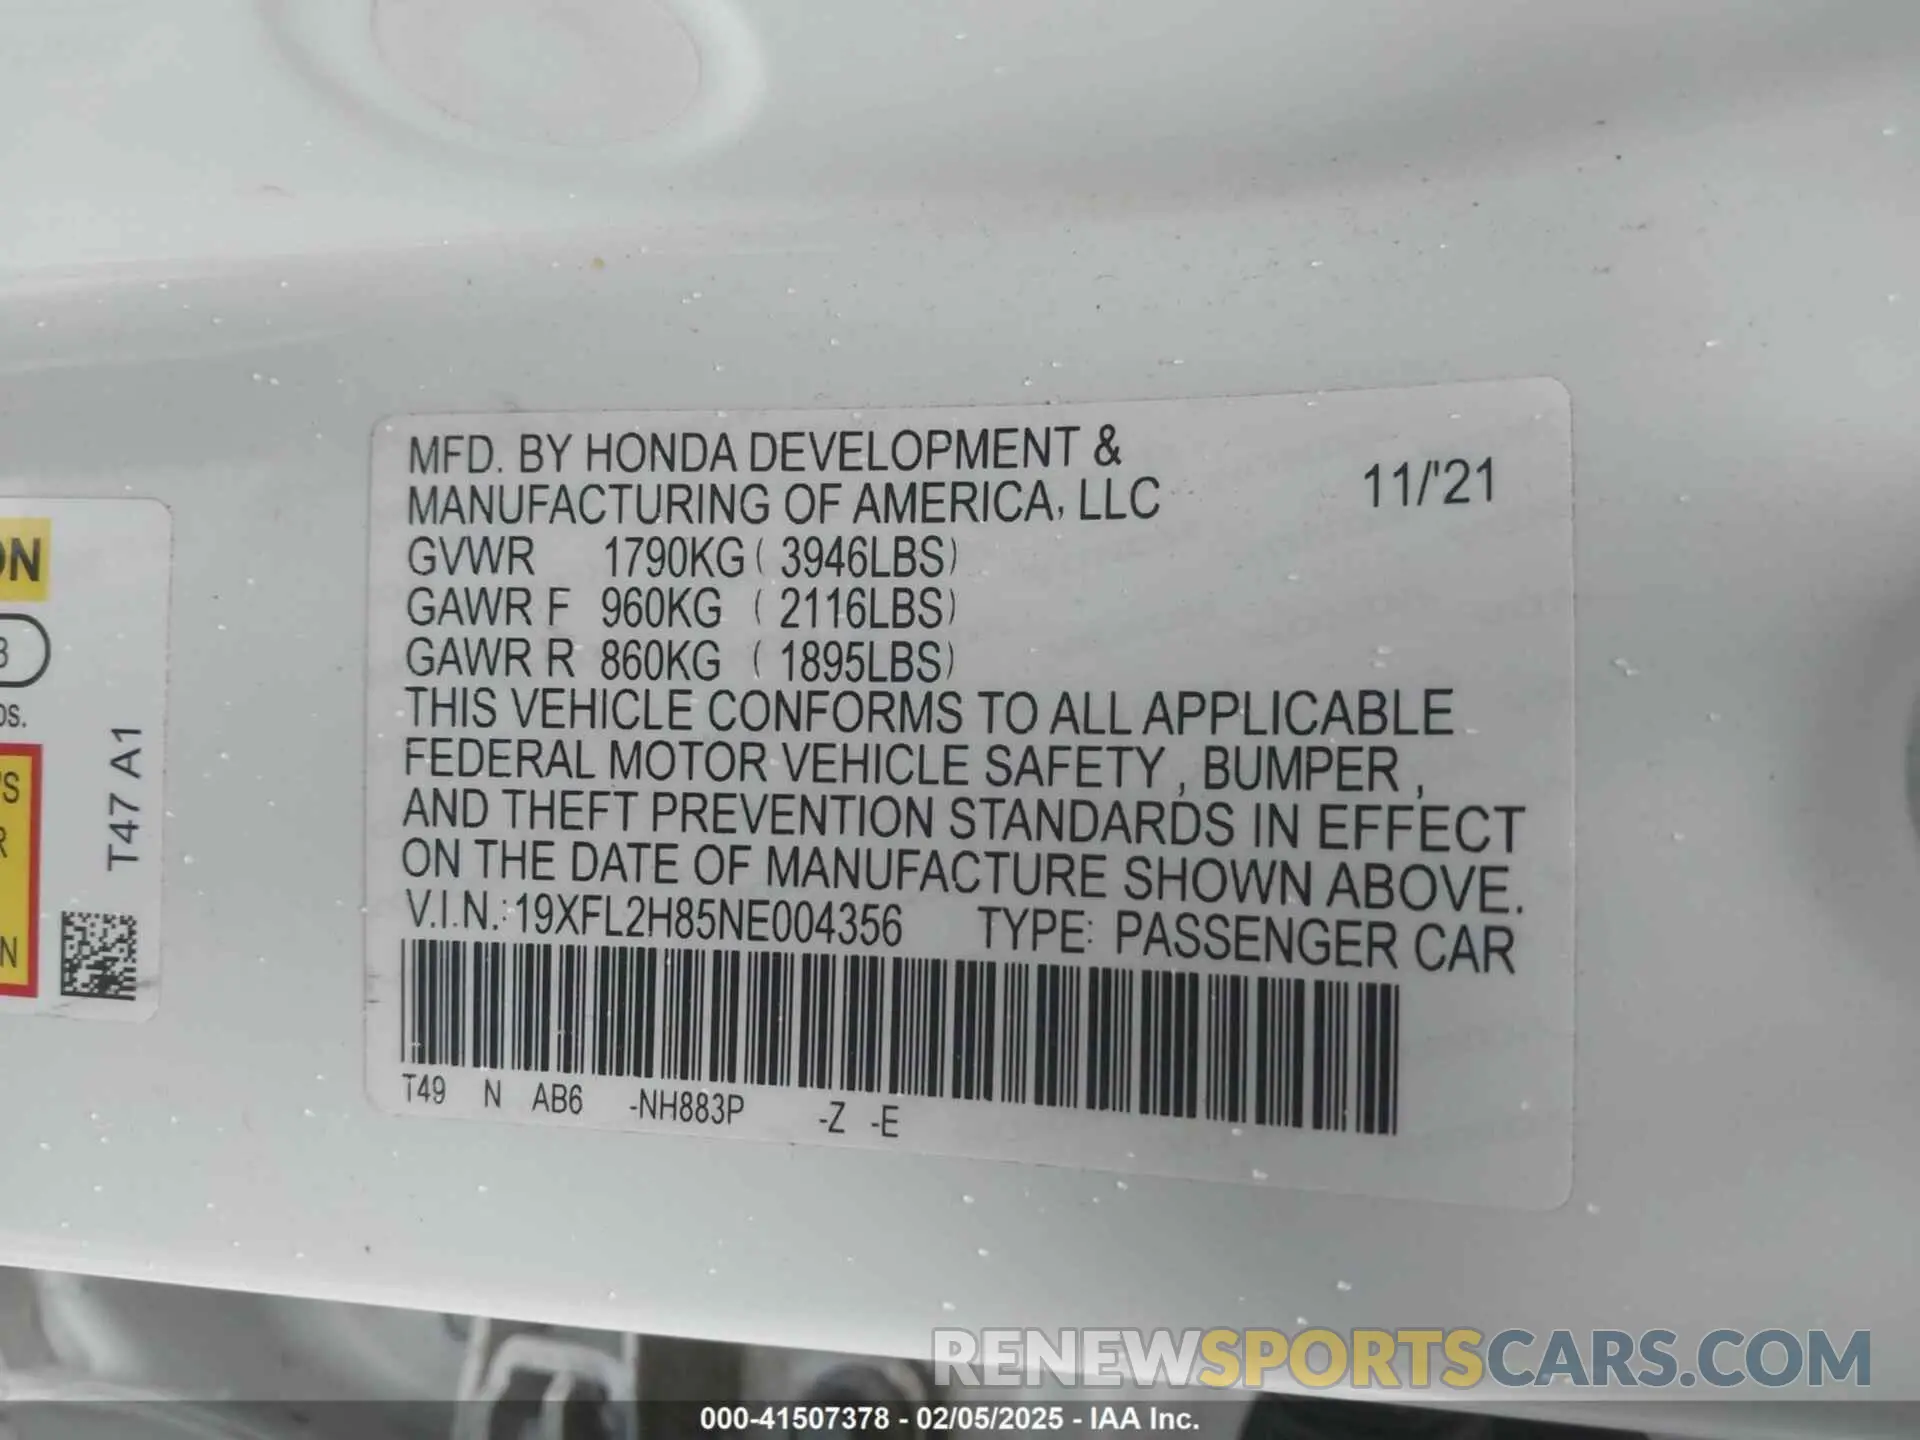 MFD. BY HONDA DEVELOPMENT &
MANUFACTURING OF AMERICA, LLC 11/'21
GVWR 1790KG ( 3946LBS)
GAWR F 960KG ( 2116LBS)
GAWR R 860KG ( 1895LBS)
THIS VEHICLE CONFORMS TO ALL APPLICABLE
FEDERAL MOTOR VEHICLE SAFETY , BUMPER ,
AND THEFT PREVENTION STANDARDS IN EFFECT
ON THE DATE OF MANUFACTURE SHOWN ABOVE.
V.I.N.: 19XFL2H85NE004356 TYPE: PASSENGER CAR
T49 N AB6 -NH883P -Z -E
T47 A1
RENEWSPORTSCARS.COM
000-41507378 - 02/05/2025 - IAA Inc.